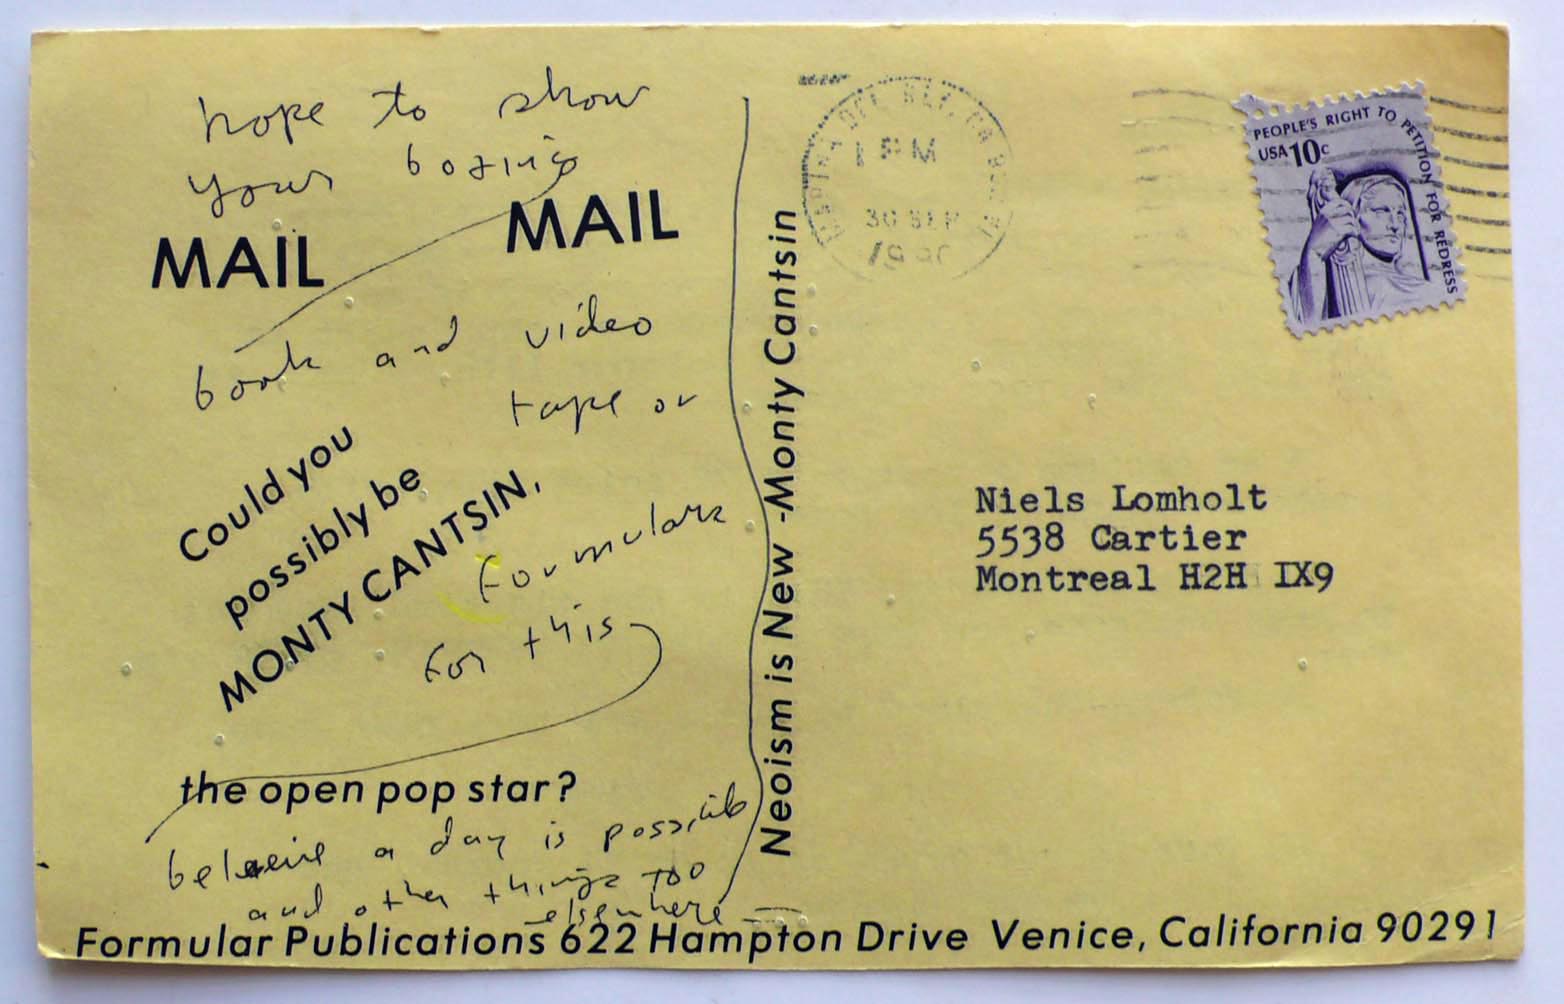 hope to show
your boxing
MAIL MAIL
book and video
tape or
Could you
possibly be
MONTY CANTSIN,
Formulars
for this
the open pop star?
beleive a day is possible
and other things too
elsewhere
Neoism is New -Monty Cantsin
Formular Publications 622 Hampton Drive Venice, California 90291
1 PM
30 SEP
PEOPLE'S RIGHT TO PETITION FOR REDRESS
USA 10c
Niels Lomholt
5538 Cartier
Montreal H2H IX9